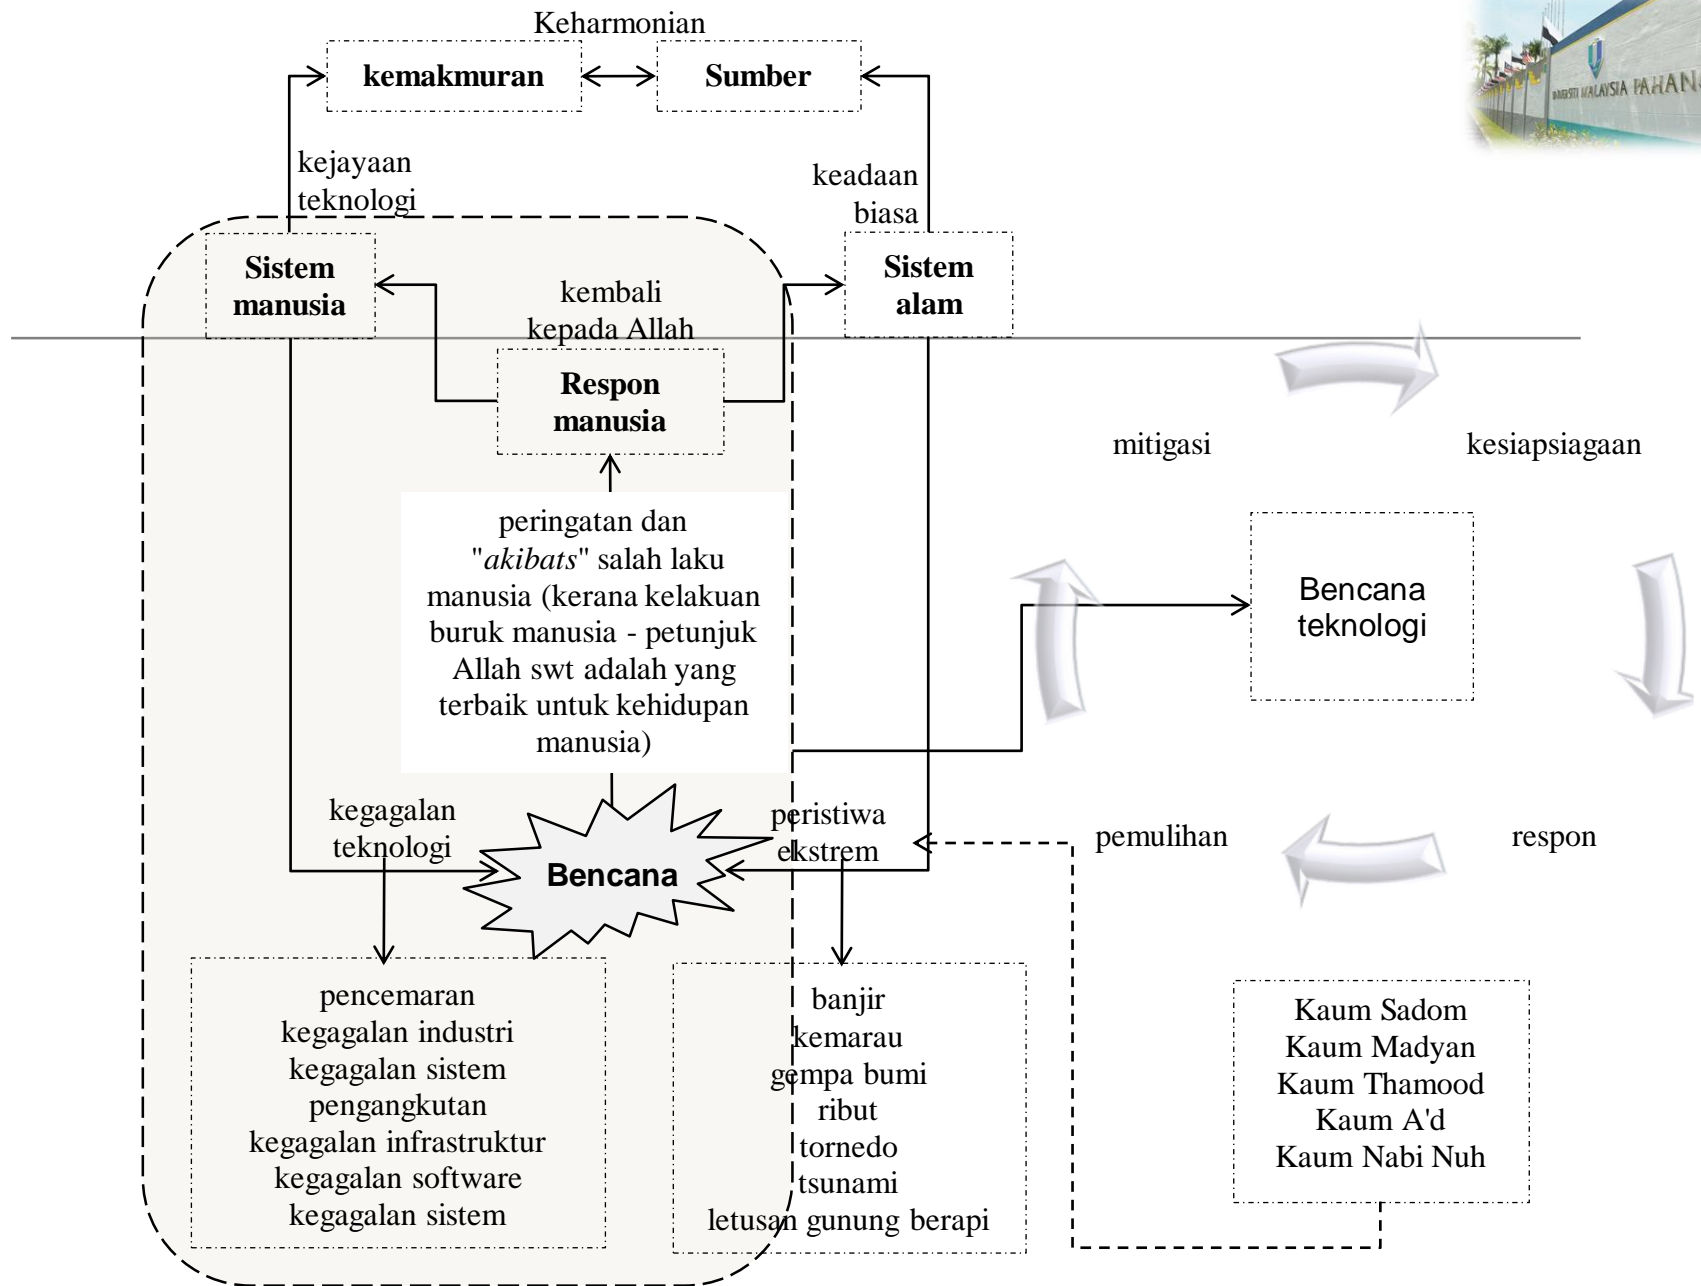 Keharmonian
kemakmuran
Sumber
UNIVERSITI MALAYSIA PAHANG
kejayaan
teknologi
keadaan
biasa
Sistem
manusia
Sistem
alam
kembali
kepada Allah
Respon
manusia
mitigasi
kesiapsiagaan
peringatan dan
"akibats" salah laku
manusia (kerana kelakuan
buruk manusia - petunjuk
Allah swt adalah yang
terbaik untuk kehidupan
manusia)
Bencana
teknologi
kegagalan
teknologi
peristiwa
ekstrem
pemulihan
respon
Bencana
pencemaran
kegagalan industri
kegagalan sistem
pengangkutan
kegagalan infrastruktur
kegagalan software
kegagalan sistem
banjir
kemarau
gempa bumi
ribut
tornedo
tsunami
letusan gunung berapi
Kaum Sadom
Kaum Madyan
Kaum Thamood
Kaum A'd
Kaum Nabi Nuh